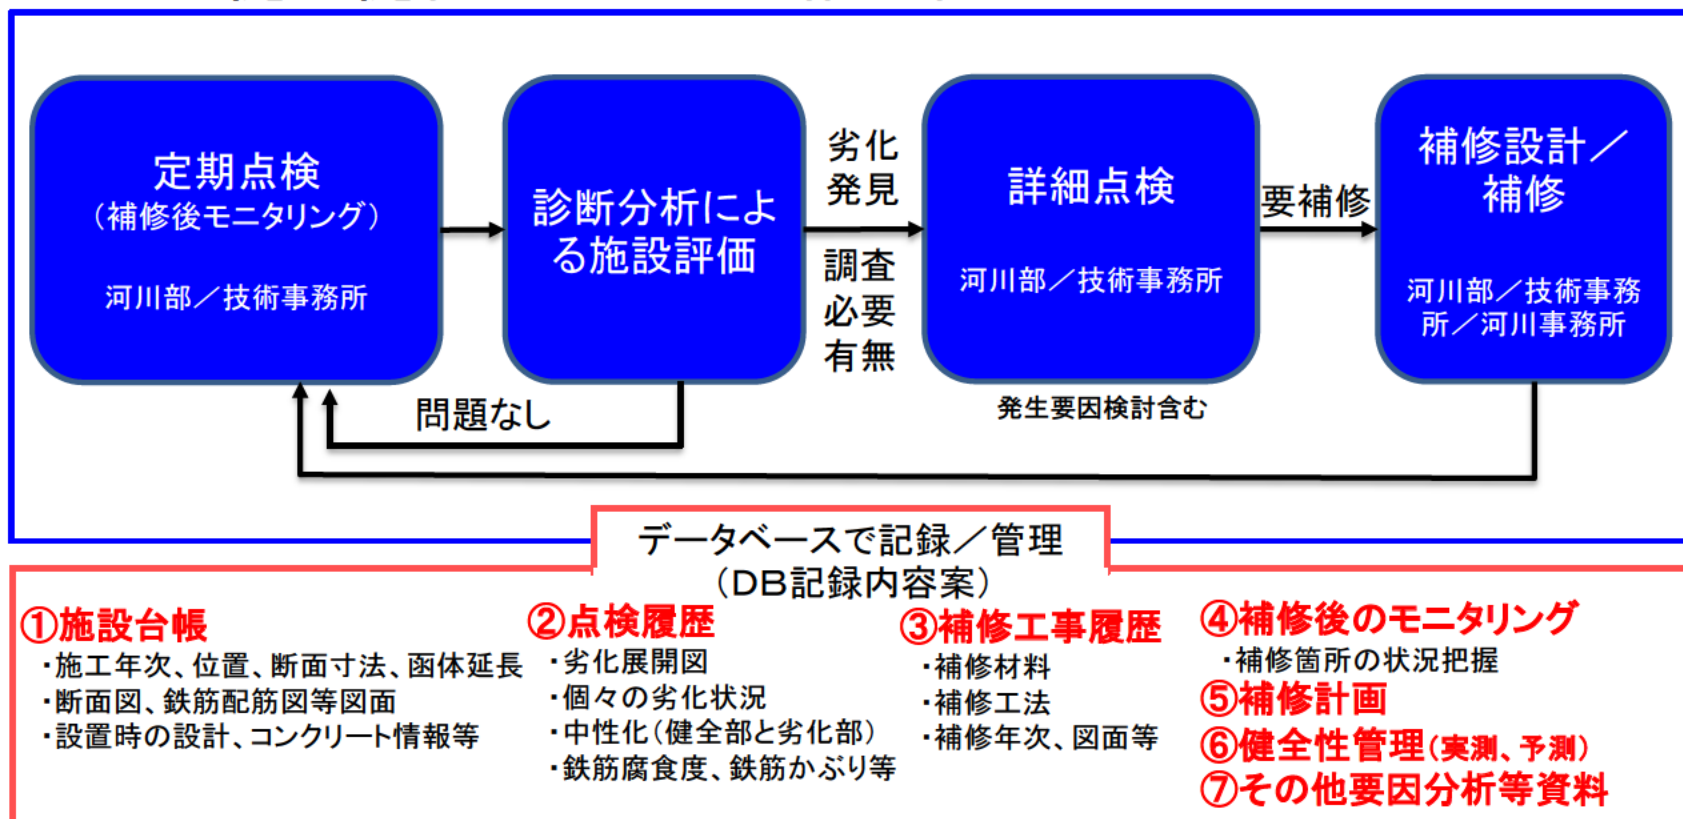 定期点検
(補修後モニタリング)
河川部／技術事務所
診断分析によ
る施設評価
劣化
発見
調査
必要
有無
詳細点検
河川部／技術事務所
発生要因検討含む
要補修
補修設計／
補修
河川部／技術事務
所／河川事務所
問題なし
データベースで記録／管理
(DB記録内容案)
①施設台帳
・施工年次、位置、断面寸法、函体延長
・断面図、鉄筋配筋図等図面
・設置時の設計、コンクリート情報等
②点検履歴
・劣化展開図
・個々の劣化状況
・中性化(健全部と劣化部)
・鉄筋腐食度、鉄筋かぶり等
③補修工事履歴
・補修材料
・補修工法
・補修年次、図面等
④補修後のモニタリング
・補修箇所の状況把握
⑤補修計画
⑥健全性管理(実測、予測)
⑦その他要因分析等資料